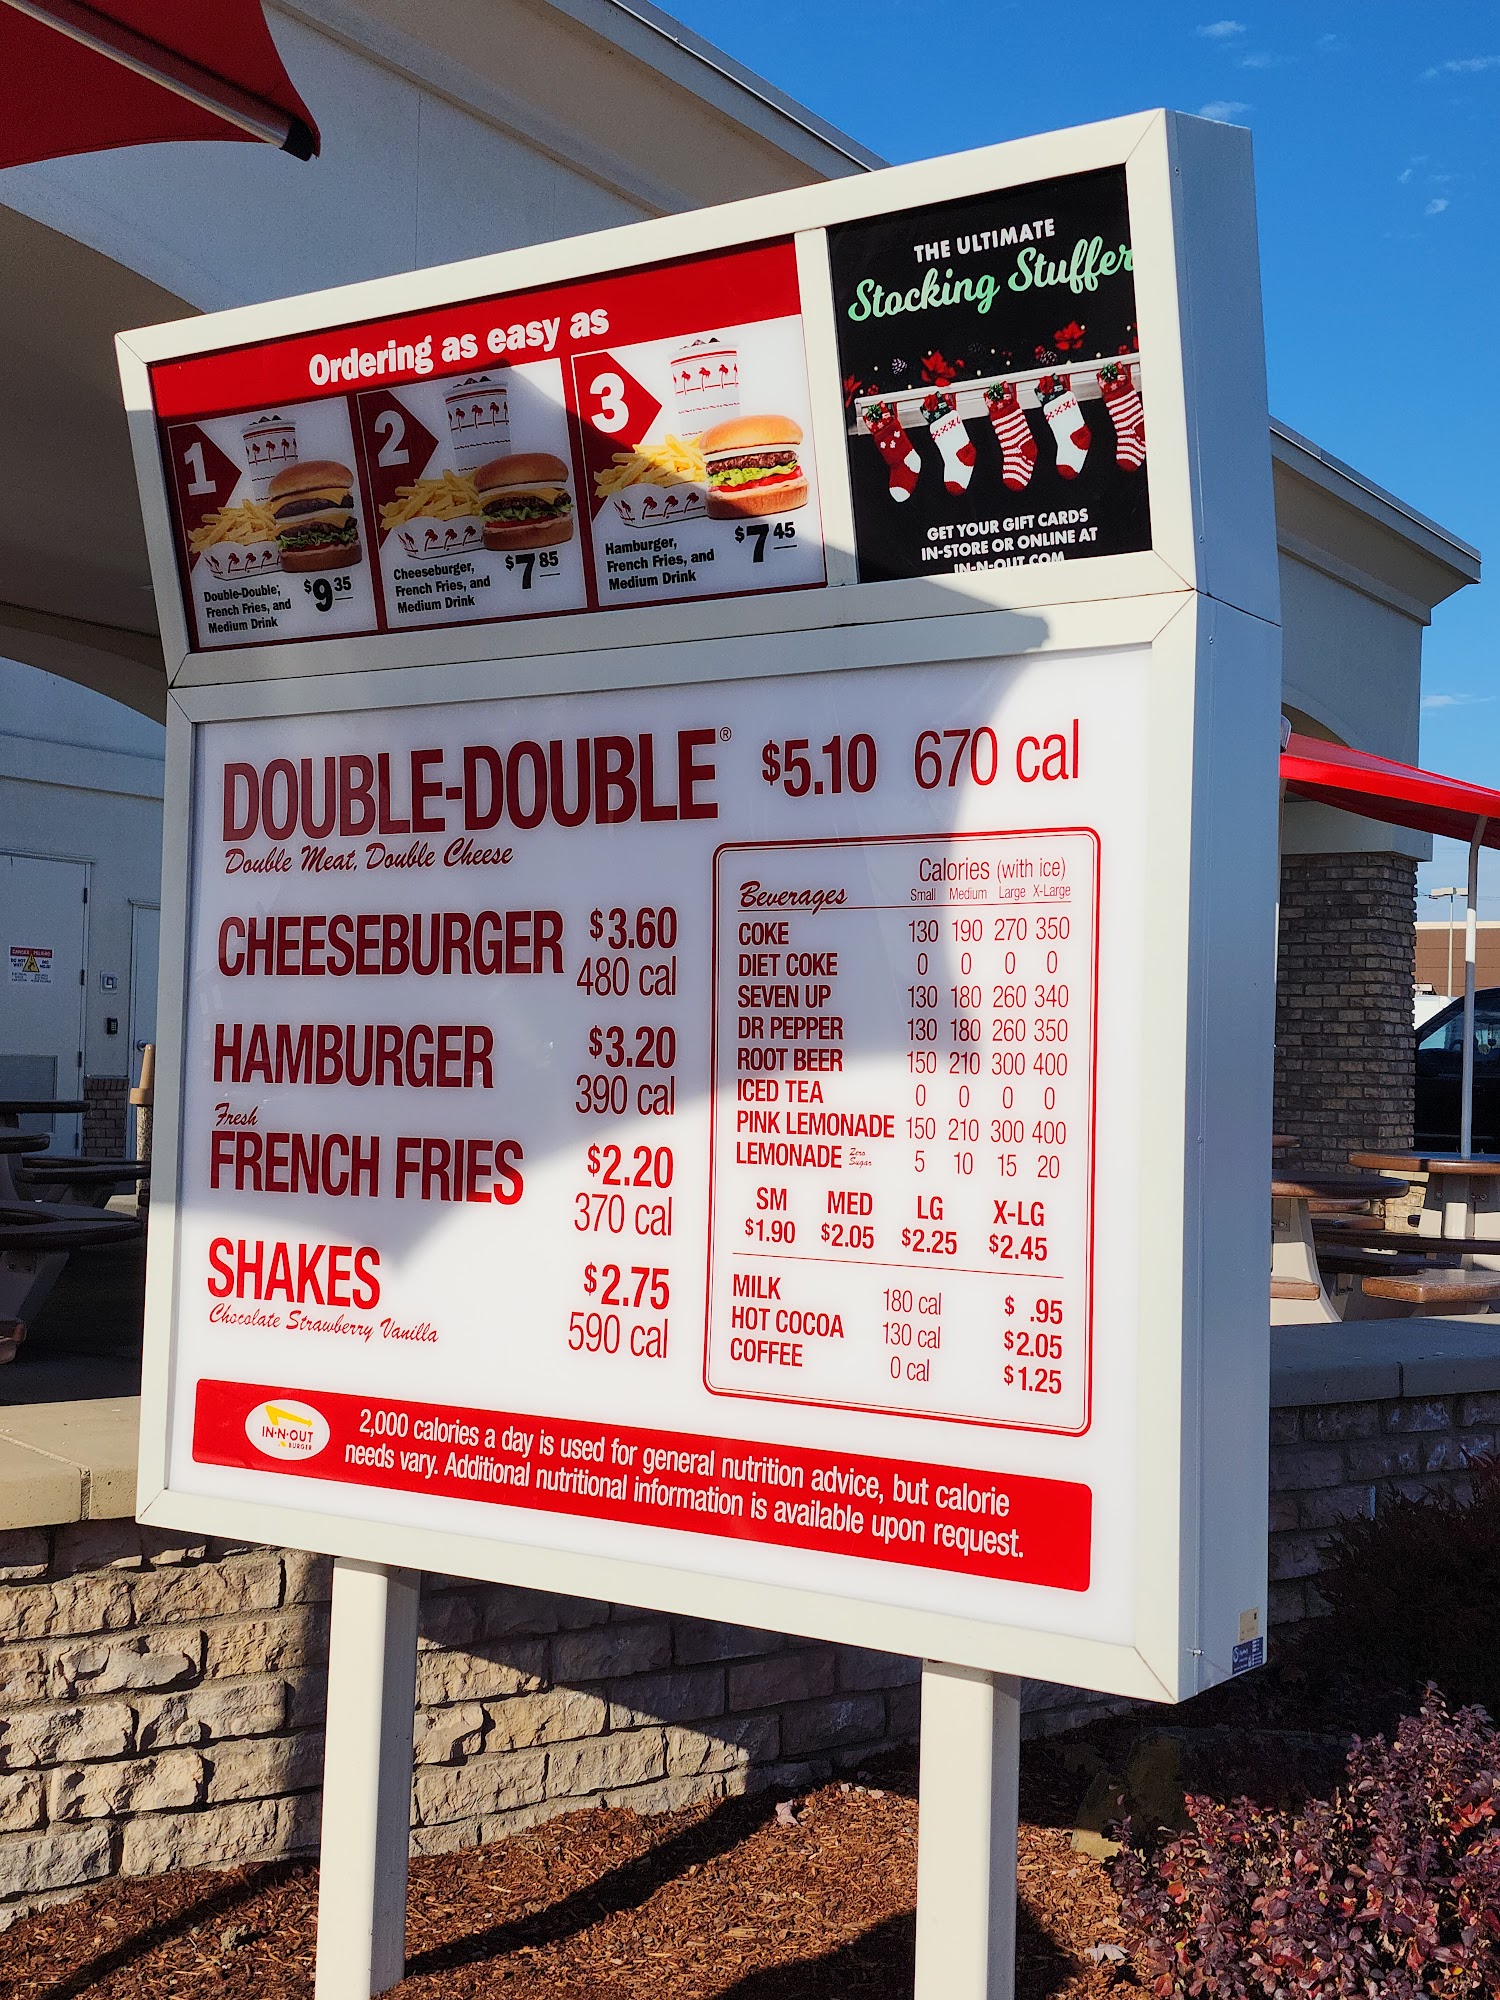 THE ULTIMATE
Stocking Stuffer
GET YOUR GIFT CARDS
IN-STORE OR ONLINE AT
IN-N-OUT.COM
Ordering as easy as
1
Double-Double,
French Fries, and
Medium Drink
$9.35
2
Cheeseburger,
French Fries, and
Medium Drink
$7.85
3
Hamburger,
French Fries, and
Medium Drink
$7.45
DOUBLE-DOUBLE® $5.10 670 cal
Double Meat, Double Cheese
CHEESEBURGER $3.60
480 cal
HAMBURGER $3.20
390 cal
Fresh
FRENCH FRIES $2.20
370 cal
SHAKES $2.75
Chocolate Strawberry Vanilla
590 cal
Calories (with ice)
Beverages Small Medium Large X-Large
COKE 130 190 270 350
DIET COKE 0 0 0 0
SEVEN UP 130 180 260 340
DR PEPPER 130 180 260 350
ROOT BEER 150 210 300 400
ICED TEA 0 0 0 0
PINK LEMONADE 150 210 300 400
LEMONADE Zero Sugar 5 10 15 20
SM MED LG X-LG
$1.90 $2.05 $2.25 $2.45
MILK 180 cal $ .95
HOT COCOA 130 cal $2.05
COFFEE 0 cal $1.25
IN-N-OUT
BURGER
2,000 calories a day is used for general nutrition advice, but calorie
needs vary. Additional nutritional information is available upon request.